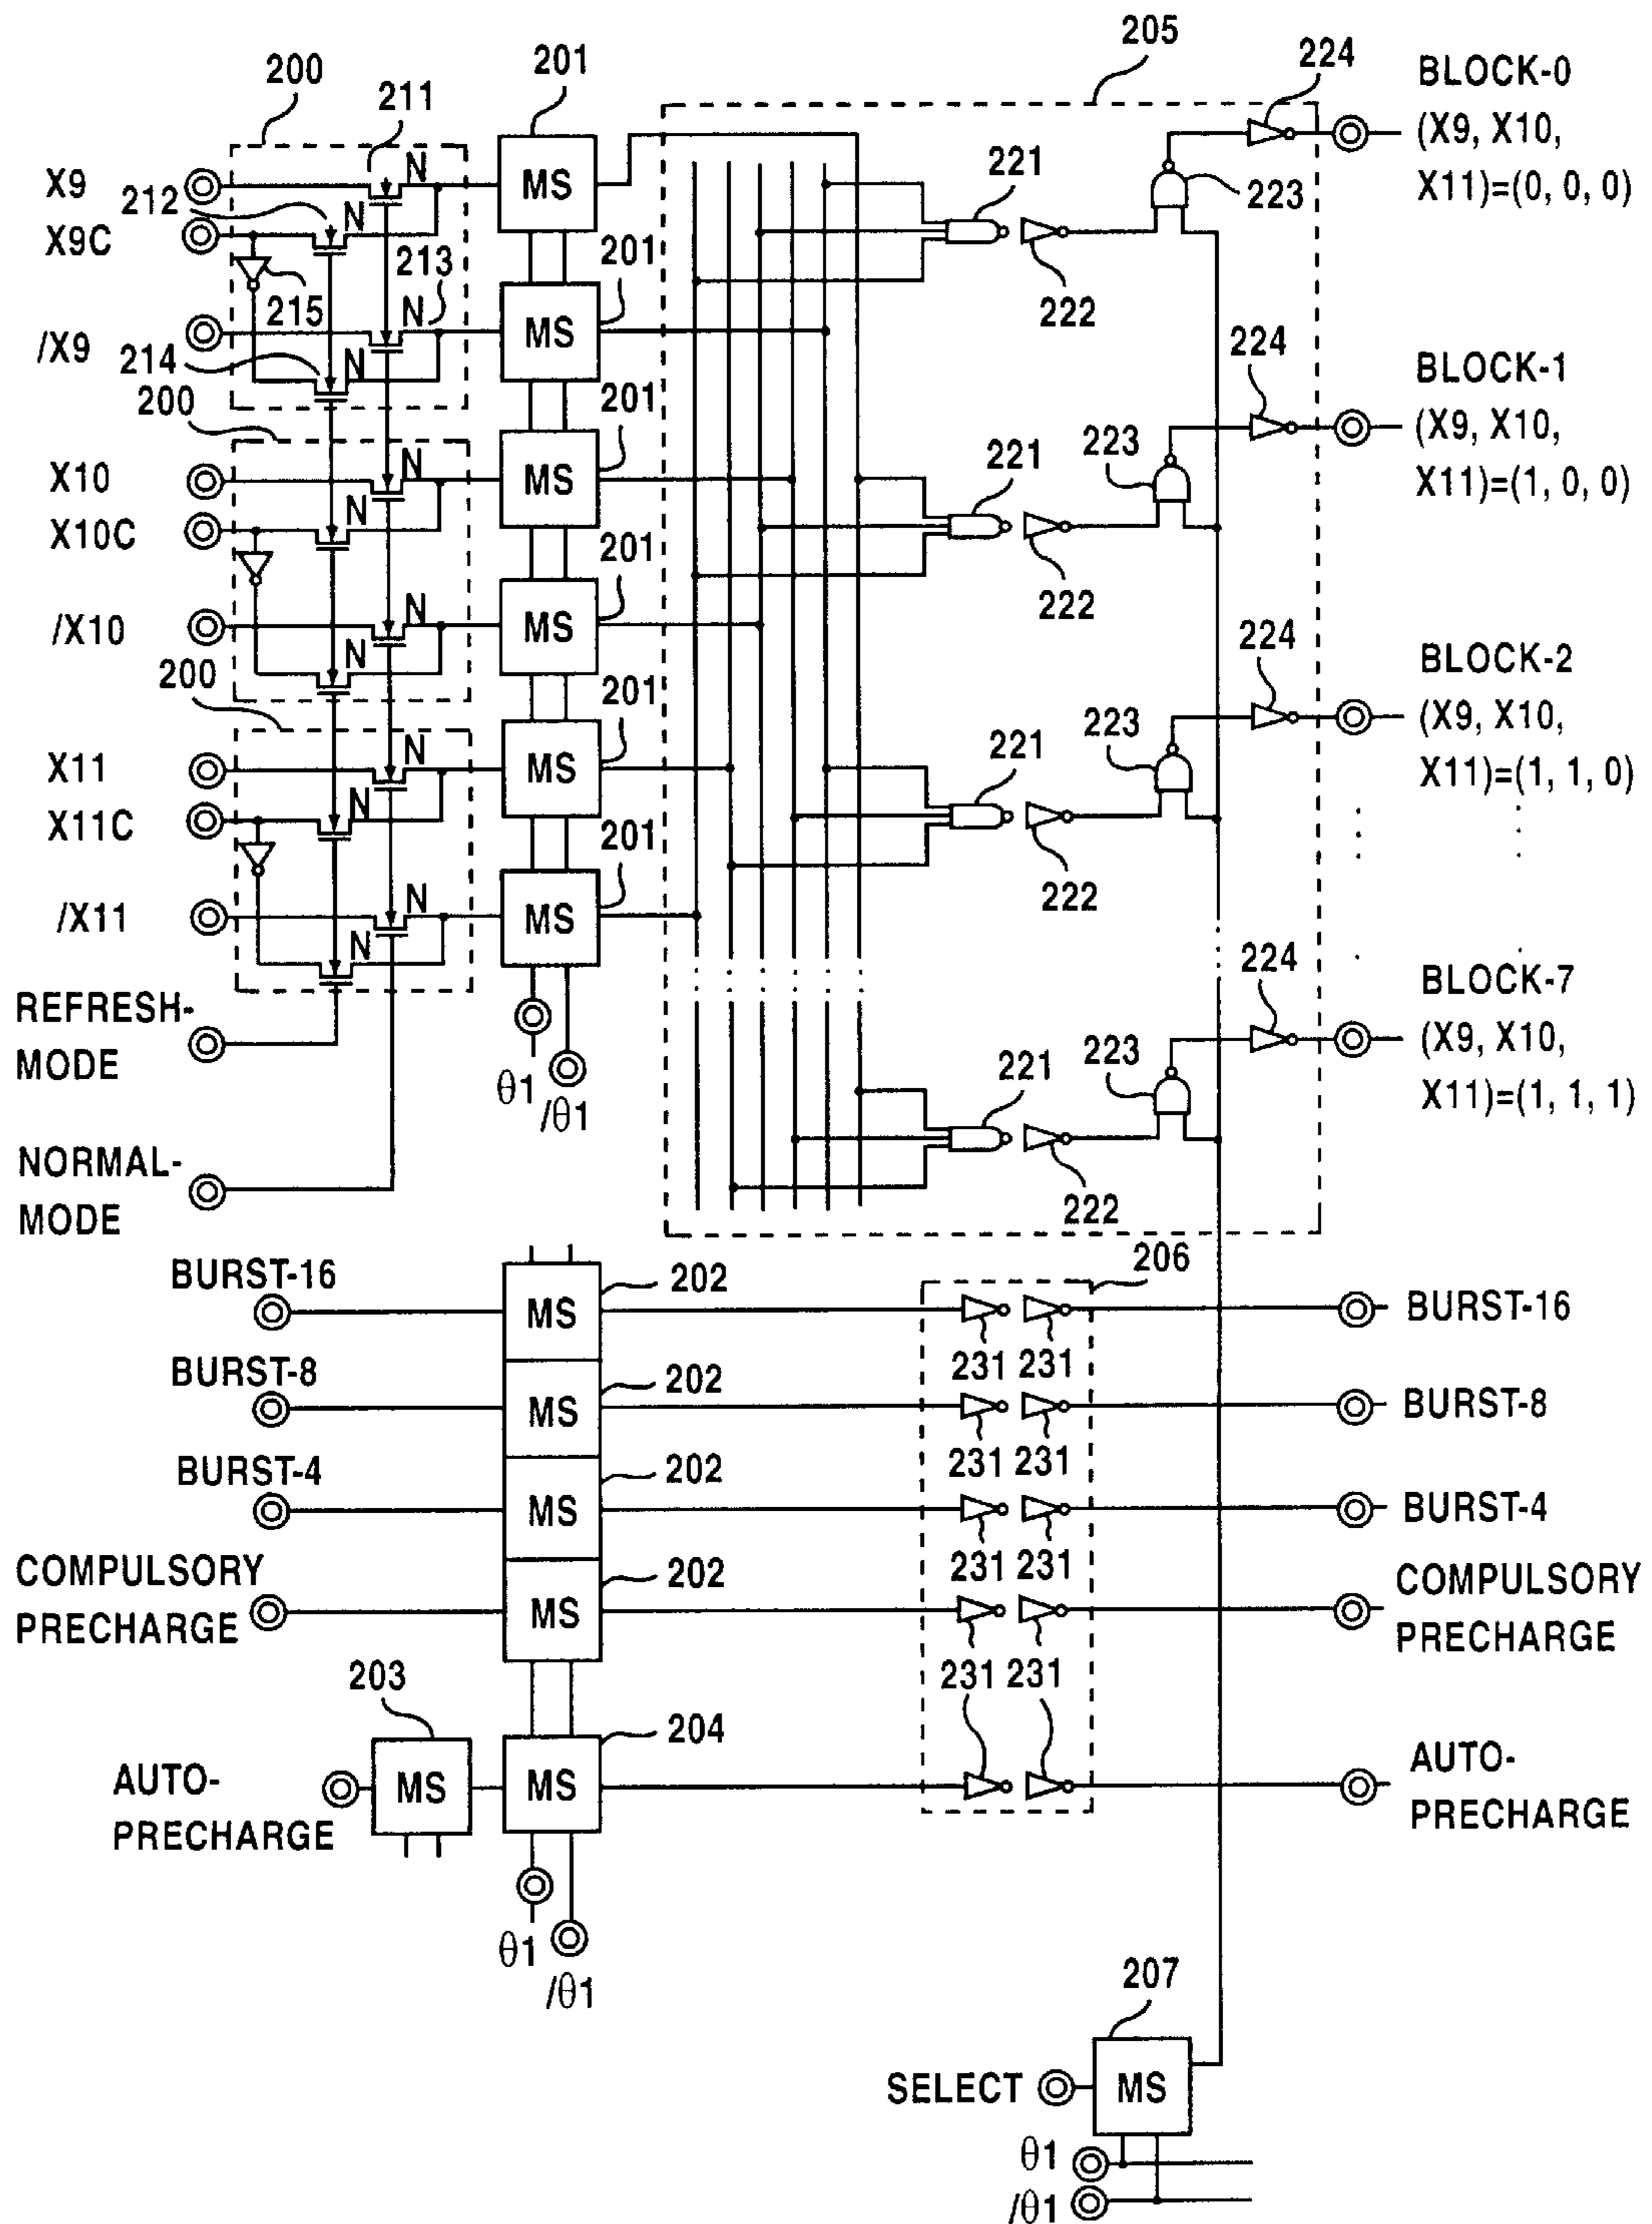 205
224
BLOCK-0
(X9, X10,
X11)=(0, 0, 0)
200
211
201
X9
212
X9C
N
N
MS
221
223
222
213
215
/X9
214
N
N
201
MS
200
201
224
BLOCK-1
(X9, X10,
X11)=(1, 0, 0)
X10
X10C
N
N
MS
221
223
222
201
/X10
N
N
MS
200
201
224
BLOCK-2
(X9, X10,
X11)=(1, 1, 0)
X11
X11C
N
N
MS
221
223
222
201
/X11
N
N
MS
224
BLOCK-7
(X9, X10,
X11)=(1, 1, 1)
REFRESH-
MODE
θ1
/θ1
221
223
222
NORMAL-
MODE
206
BURST-16
MS
202
231
231
BURST-16
BURST-8
MS
202
231
231
BURST-8
BURST-4
MS
202
231
231
BURST-4
COMPULSORY
PRECHARGE
MS
202
231
231
COMPULSORY
PRECHARGE
203
204
AUTO-
PRECHARGE
MS
MS
AUTO-
PRECHARGE
θ1
/θ1
207
SELECT
MS
θ1
/θ1